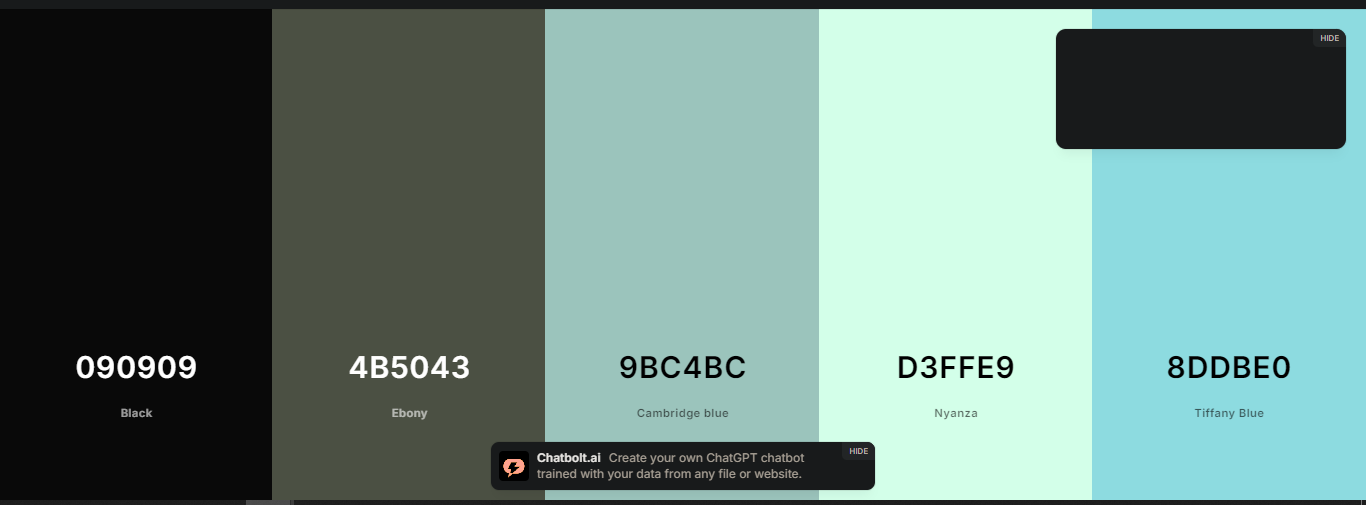 HIDE
090909
Black
4B5043
Ebony
9BC4BC
Cambridge blue
D3FFE9
Nyanza
8DDBE0
Tiffany Blue
Chatbolt.ai Create your own ChatGPT chatbot
trained with your data from any file or website.
HIDE